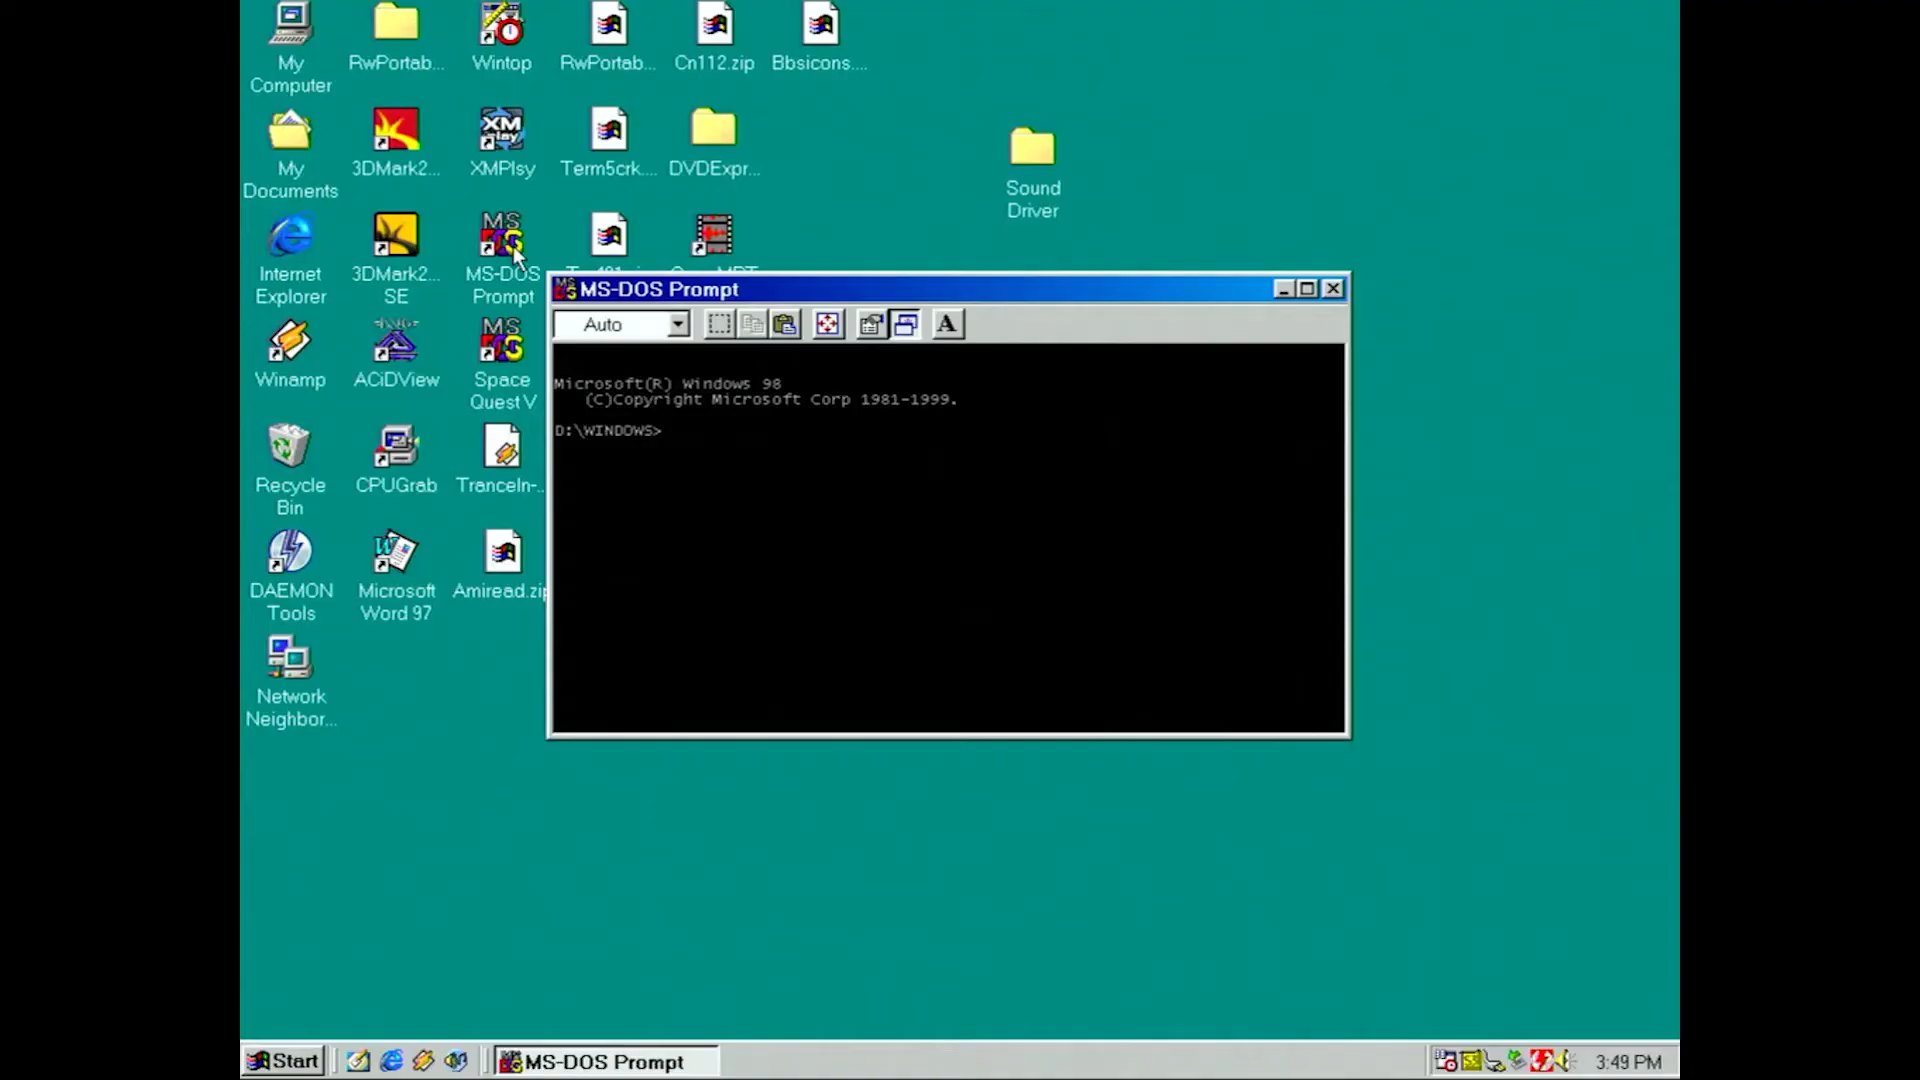 My
Computer
RwPortab...
Wintop
RwPortab...
Cn112.zip
Bbsicons....
My
Documents
3DMark2...
XMPlsy
Term5crk....
DVDExpr...
Sound
Driver
Internet
Explorer
3DMark2...
SE
MS-DOS
Prompt
Winamp
ACiDView
Space
Quest V
Recycle
Bin
CPUGrab
TranceIn-...
DAEMON
Tools
Microsoft
Word 97
Amiread.zip
Network
Neighbor...
MS-DOS Prompt
Auto
A
Microsoft(R) Windows 98
(C)Copyright Microsoft Corp 1981-1999.
D:\WINDOWS>
Start
MS-DOS Prompt
3:49 PM